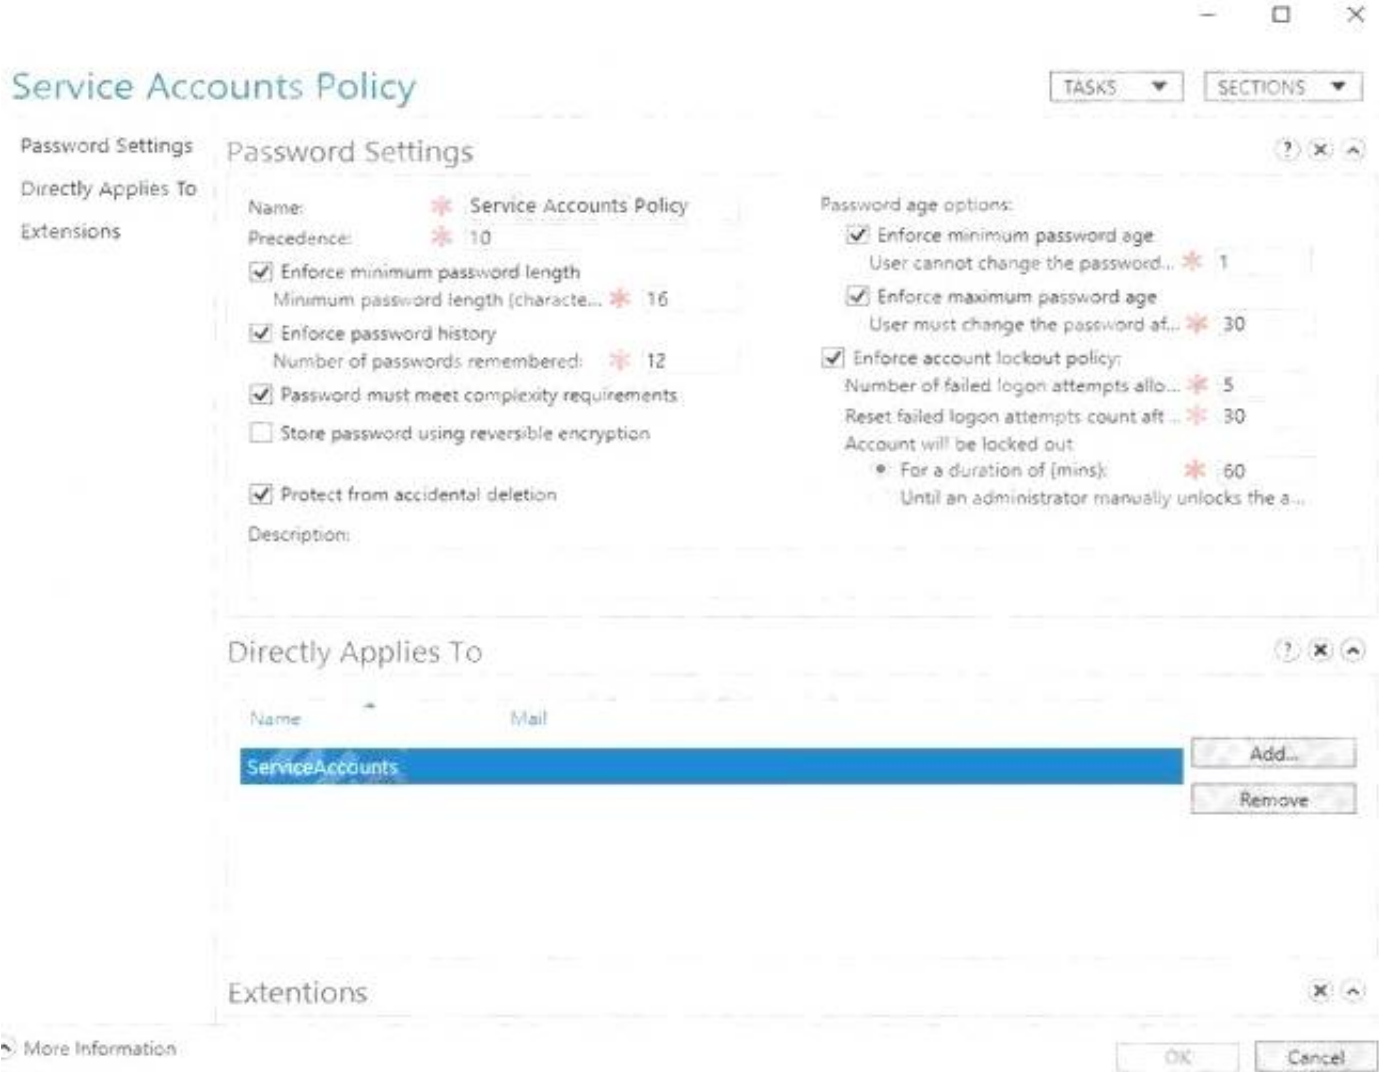 Service Accounts Policy
TASKS
SECTIONS
Password Settings
Directly Applies To
Extensions
Password Settings
Name: * Service Accounts Policy
Precedence: * 10
Enforce minimum password length
Minimum password length (characte... * 16
Enforce password history
Number of passwords remembered: * 12
Password must meet complexity requirements
Store password using reversible encryption
Protect from accidental deletion
Description:
Password age options:
Enforce minimum password age
User cannot change the password... * 1
Enforce maximum password age
User must change the password af... * 30
Enforce account lockout policy:
Number of failed logon attempts allo... * 5
Reset failed logon attempts count aft ... * 30
Account will be locked out
For a duration of (mins): * 60
Until an administrator manually unlocks the a...
Directly Applies To
Name Mail
ServiceAccounts
Add...
Remove
Extentions
More Information
OK
Cancel